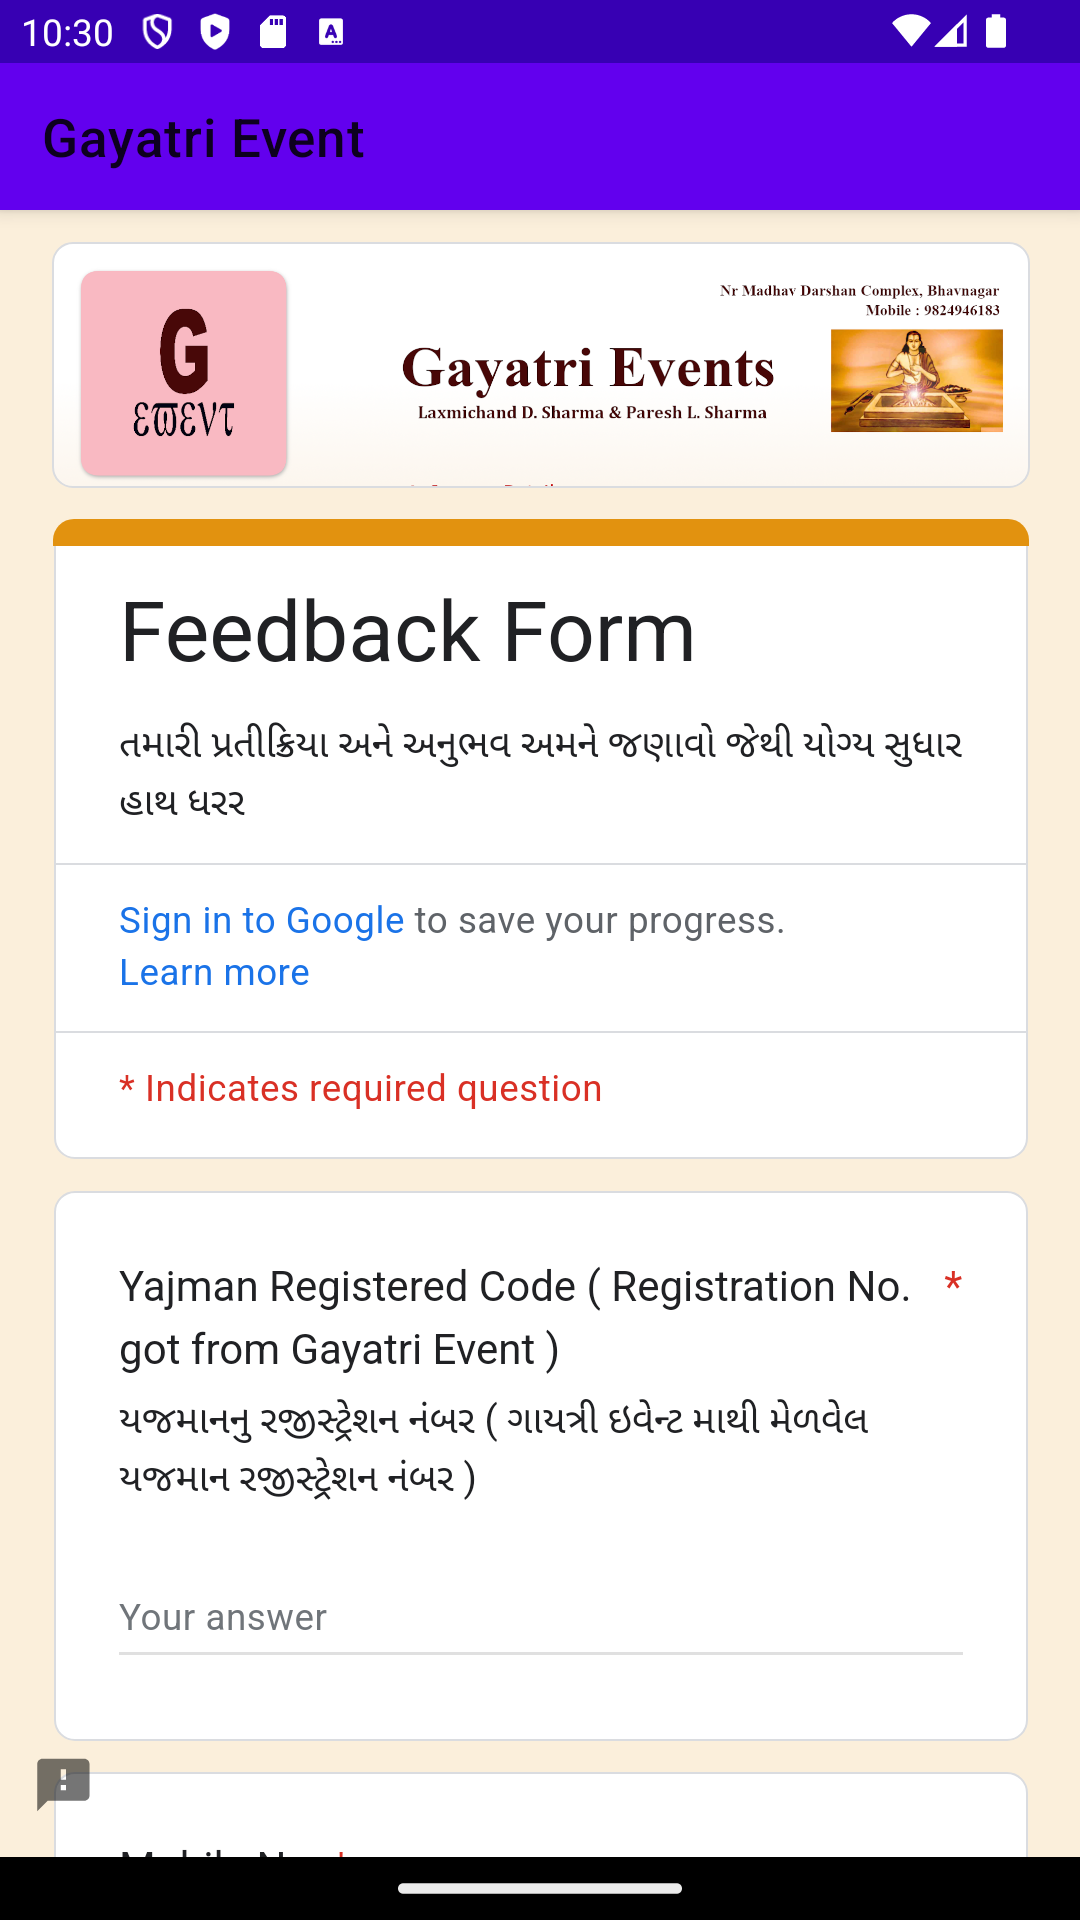 10:30
Gayatri Event
Nr Madhav Darshan Complex, Bhavnagar
Mobile : 9824946183
G
Gayatri Events
Laxmichand D. Sharma & Paresh L. Sharma
Feedback Form
તમારી પ્રતીક્રિયા અને અનુભવ અમને જણાવો જેથી યોગ્ય સુધાર
હાથ ધરર
Sign in to Google to save your progress.
Learn more
* Indicates required question
Yajman Registered Code ( Registration No. *
got from Gayatri Event )
યજમાનનુ રજીસ્ટ્રેશન નંબર ( ગાયત્રી ઇવેન્ટ માથી મેળવેલ
યજમાન રજીસ્ટ્રેશન નંબર )
Your answer